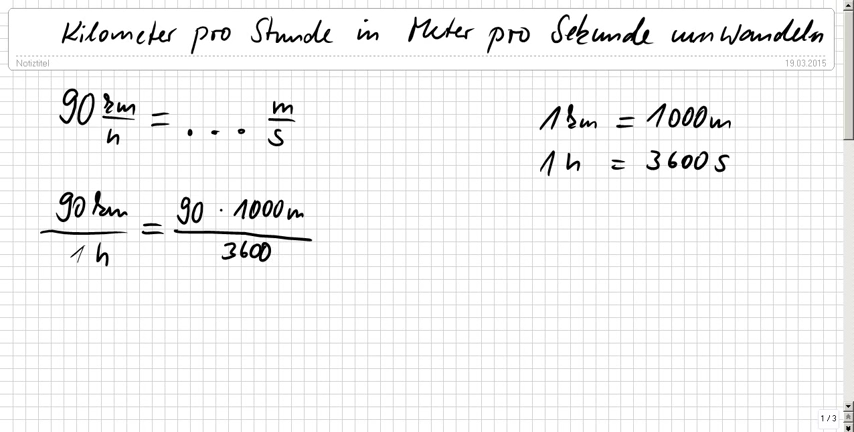 Kilometer pro Stunde in Meter pro Sekunde umwandeln
Notiztitel
19.03.2015
90 km/h = ... m/s
1 km = 1000 m
1 h = 3600 s
90 km / 1 h = 90 · 1000 m / 3600
1 / 3